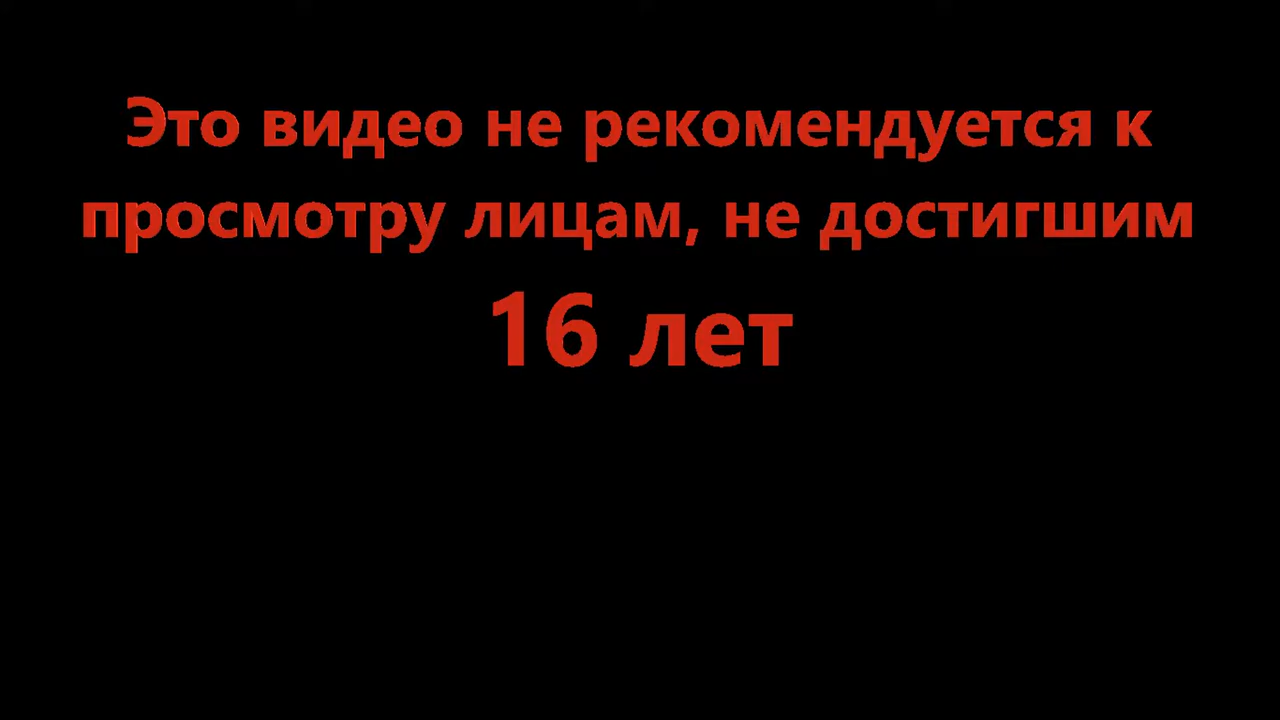 Это видео не рекомендуется к
просмотру лицам, не достигшим
16 лет